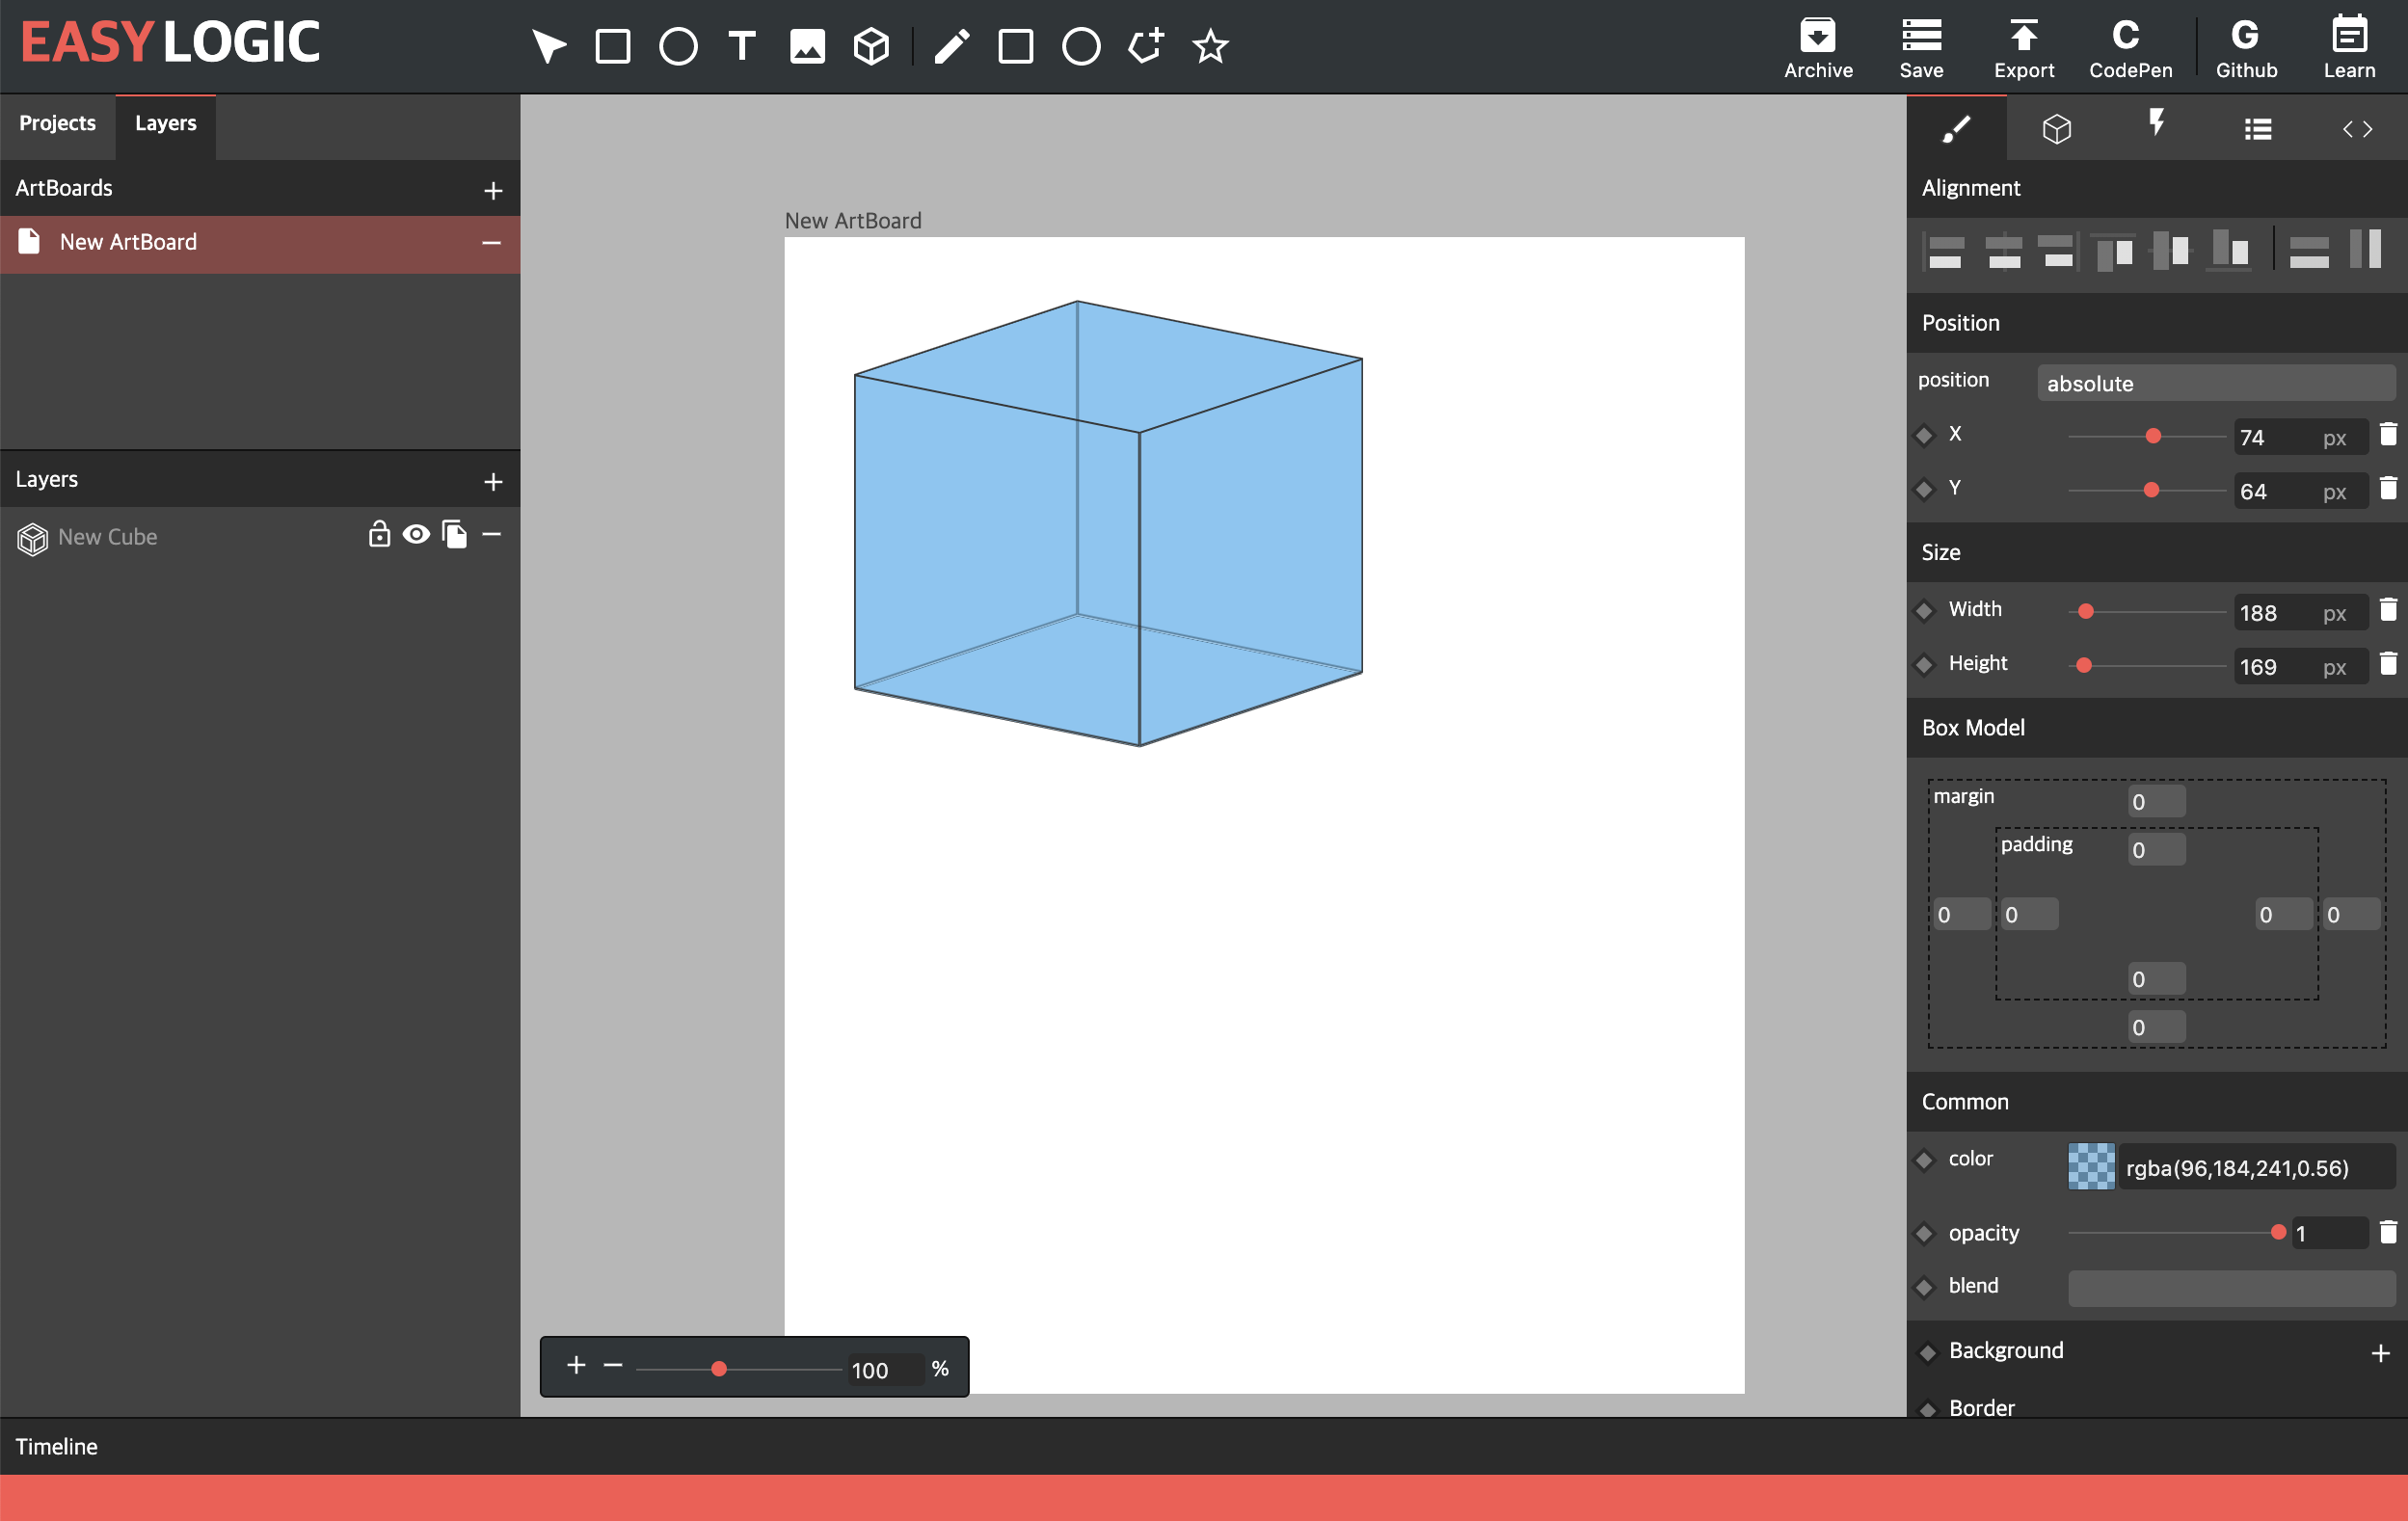 EASYLOGIC
T
Archive
Save
Export
C
CodePen
G
Github
Learn
Projects
Layers
ArtBoards
New ArtBoard
Layers
New Cube
New ArtBoard
100 %
Alignment
Position
position absolute
X 74 px
Y 64 px
Size
Width 188 px
Height 169 px
Box Model
margin 0
padding 0
0 0 0 0
0
0
Common
color rgba(96,184,241,0.56)
opacity 1
blend
Background
Border
Timeline